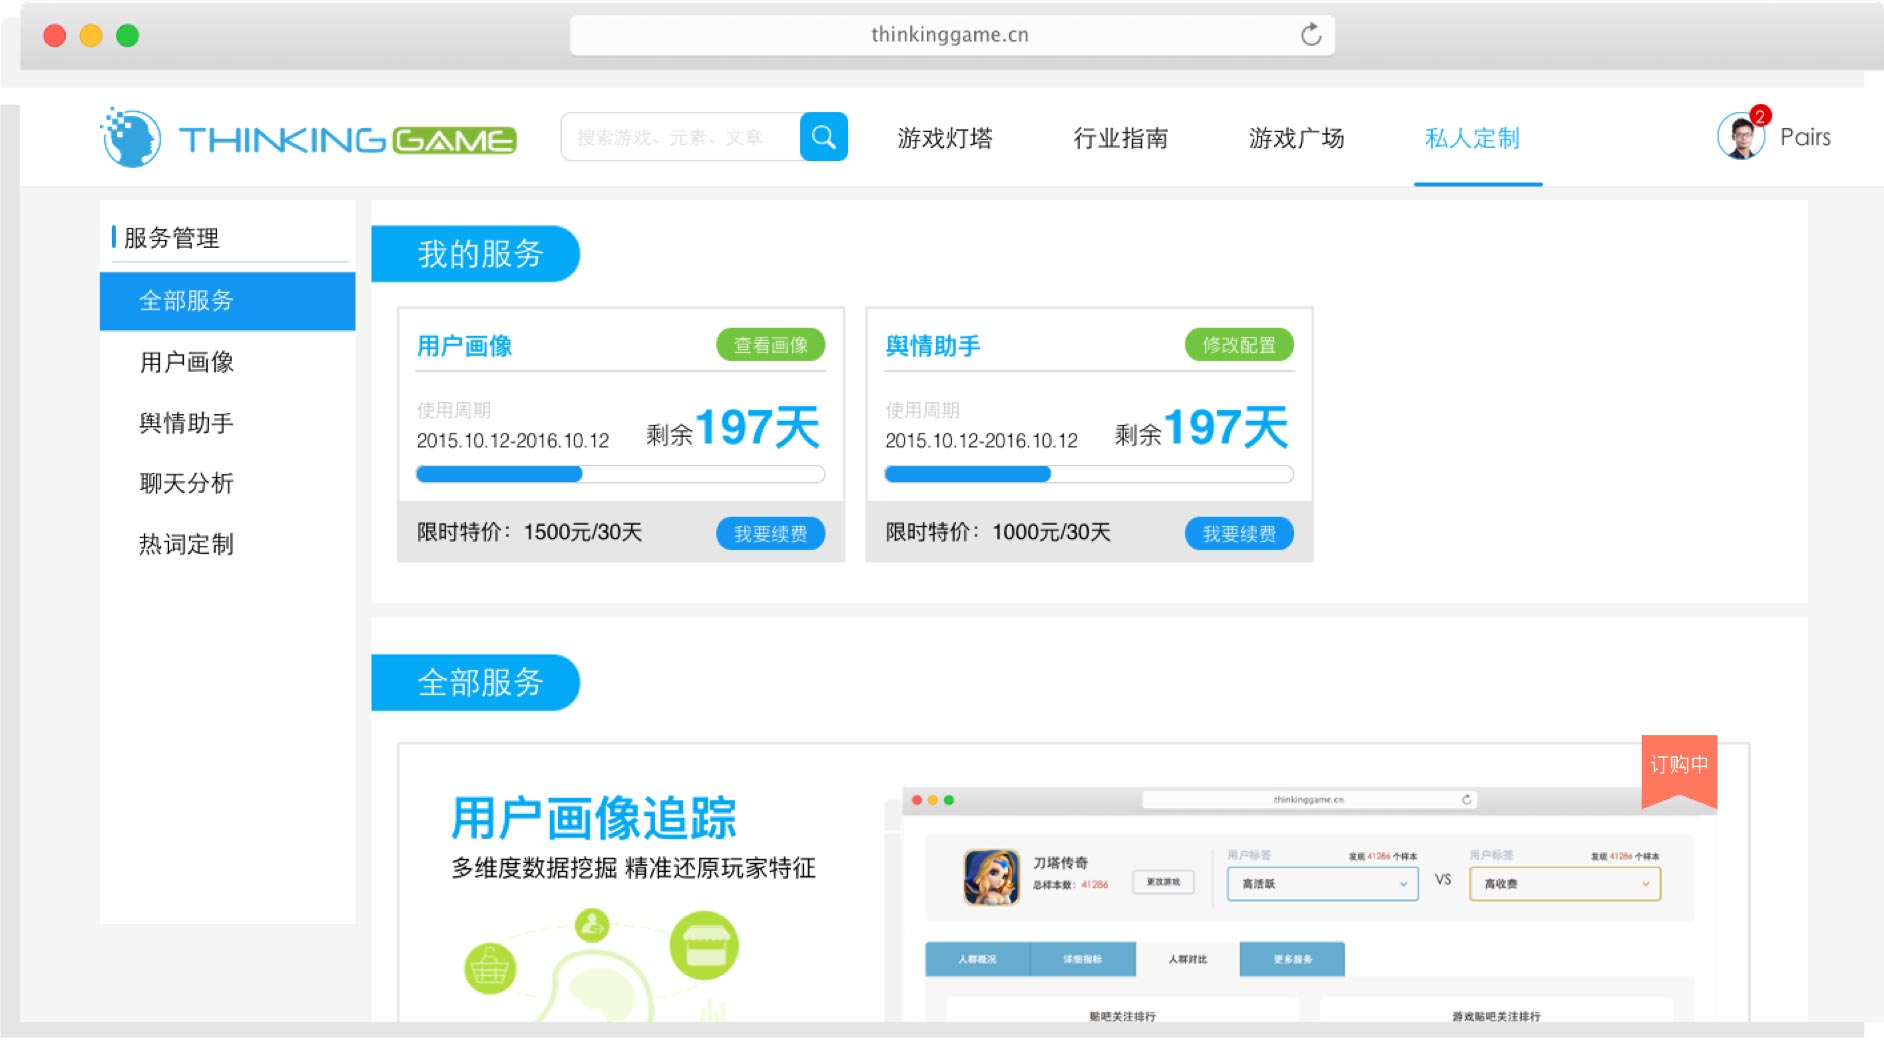 thinkinggame.cn
THINKING GAME
搜索游戏、元素、文章
游戏灯塔
行业指南
游戏广场
私人定制
2
Pairs
服务管理
全部服务
用户画像
舆情助手
聊天分析
热词定制
我的服务
用户画像
查看画像
使用周期
2015.10.12-2016.10.12
剩余197天
限时特价：1500元/30天
我要续费
舆情助手
修改配置
使用周期
2015.10.12-2016.10.12
剩余197天
限时特价：1000元/30天
我要续费
全部服务
订购中
用户画像追踪
多维度数据挖掘 精准还原玩家特征
thinkinggame.cn
刀塔传奇
总样本数：41286
更改游戏
用户标签
发现 41286 个样本
高活跃
VS
用户标签
发现 41286 个样本
高收费
人群概况
详细指标
人群对比
更多服务
贴吧关注排行
游戏贴吧关注排行